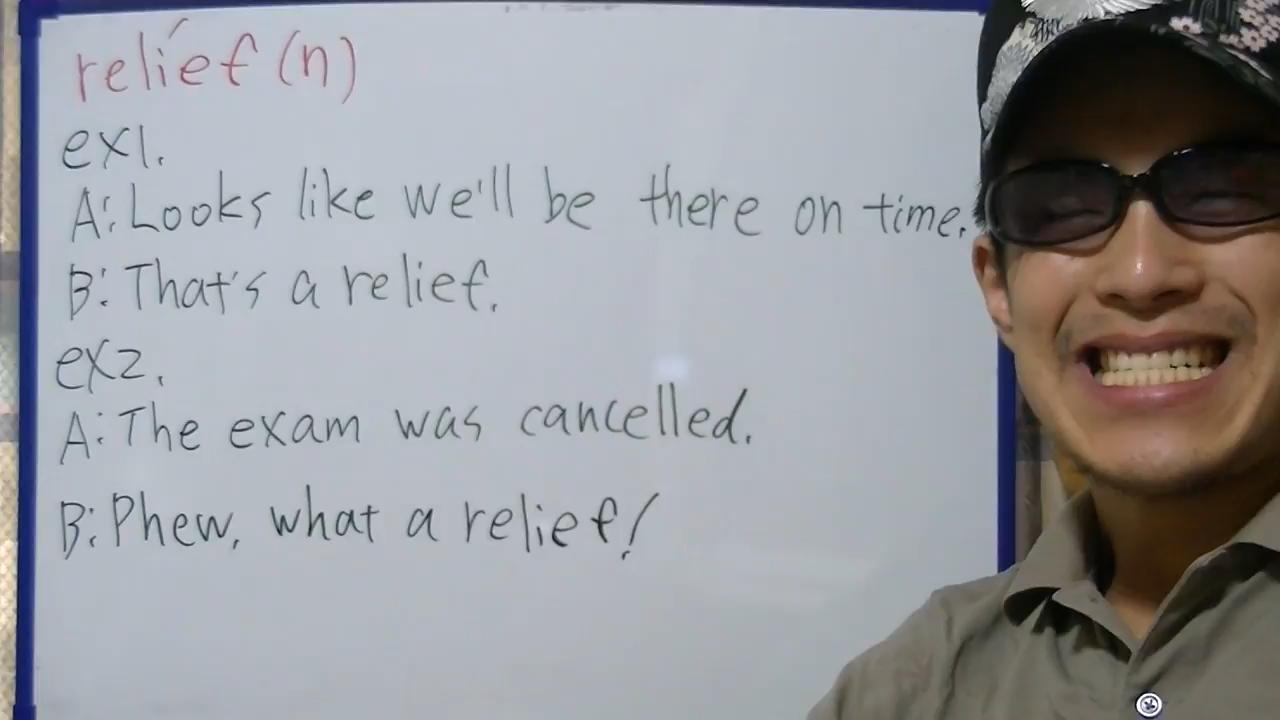 relíef (n)
ex1.
A: Looks like we'll be there on time.
B: That's a relief.
ex2.
A: The exam was cancelled.
B: Phew, what a relief!